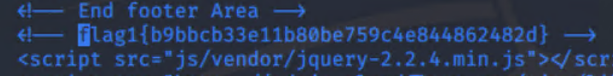 <!-- End footer Area -->
<!-- flag1{b9bbcb33e11b80be759c4e844862482d} -->
<script src="js/vendor/jquery-2.2.4.min.js"></scr